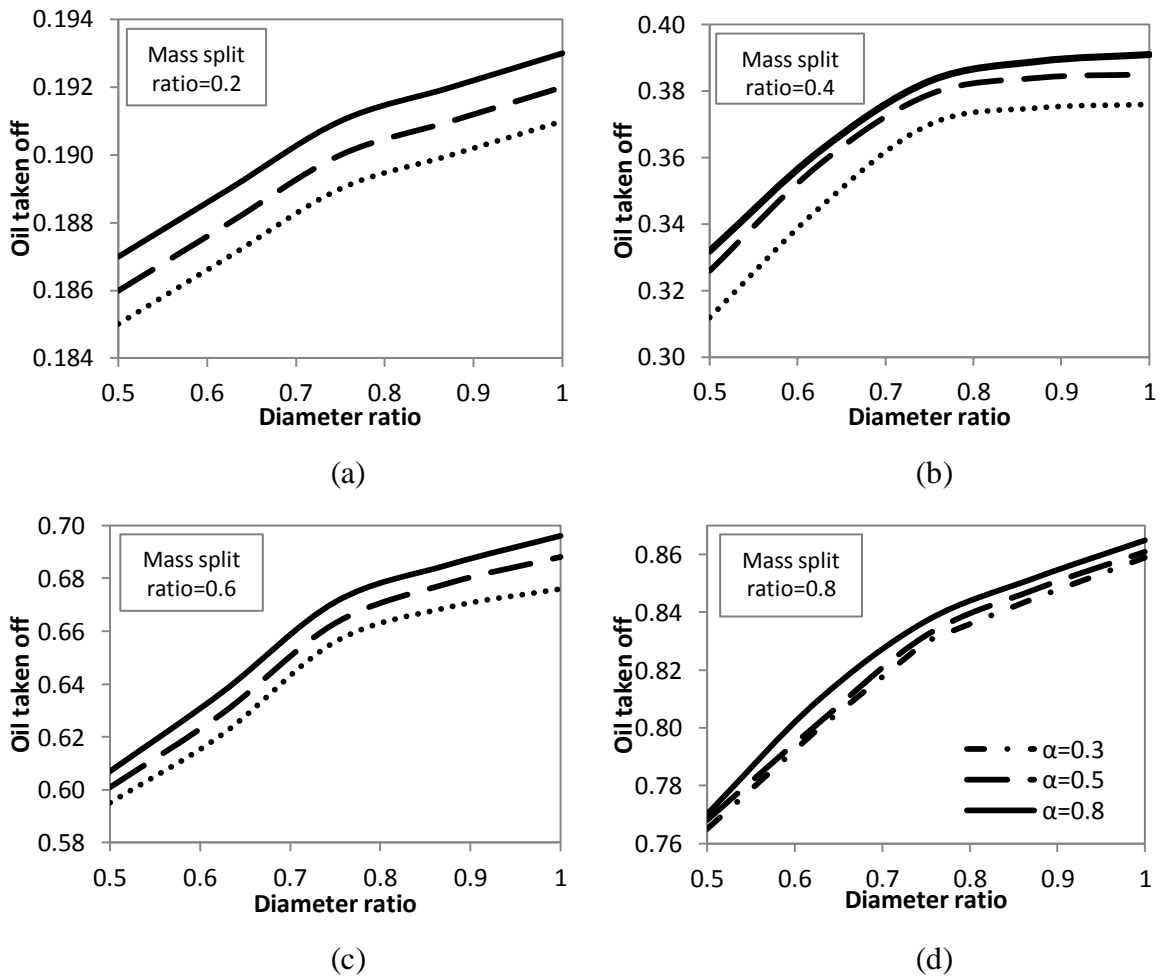 0.194
0.192
0.190
0.188
0.186
0.184
Oil taken off
Mass split
ratio=0.2
0.5 0.6 0.7 0.8 0.9 1
Diameter ratio
(a)
0.40
0.38
0.36
0.34
0.32
0.30
Oil taken off
Mass split
ratio=0.4
0.5 0.6 0.7 0.8 0.9 1
Diameter ratio
(b)
0.70
0.68
0.66
0.64
0.62
0.60
0.58
Oil taken off
Mass split
ratio=0.6
0.5 0.6 0.7 0.8 0.9 1
Diameter ratio
(c)
0.86
0.84
0.82
0.80
0.78
0.76
Oil taken off
Mass split
ratio=0.8
α=0.3
α=0.5
α=0.8
0.5 0.6 0.7 0.8 0.9 1
Diameter ratio
(d)